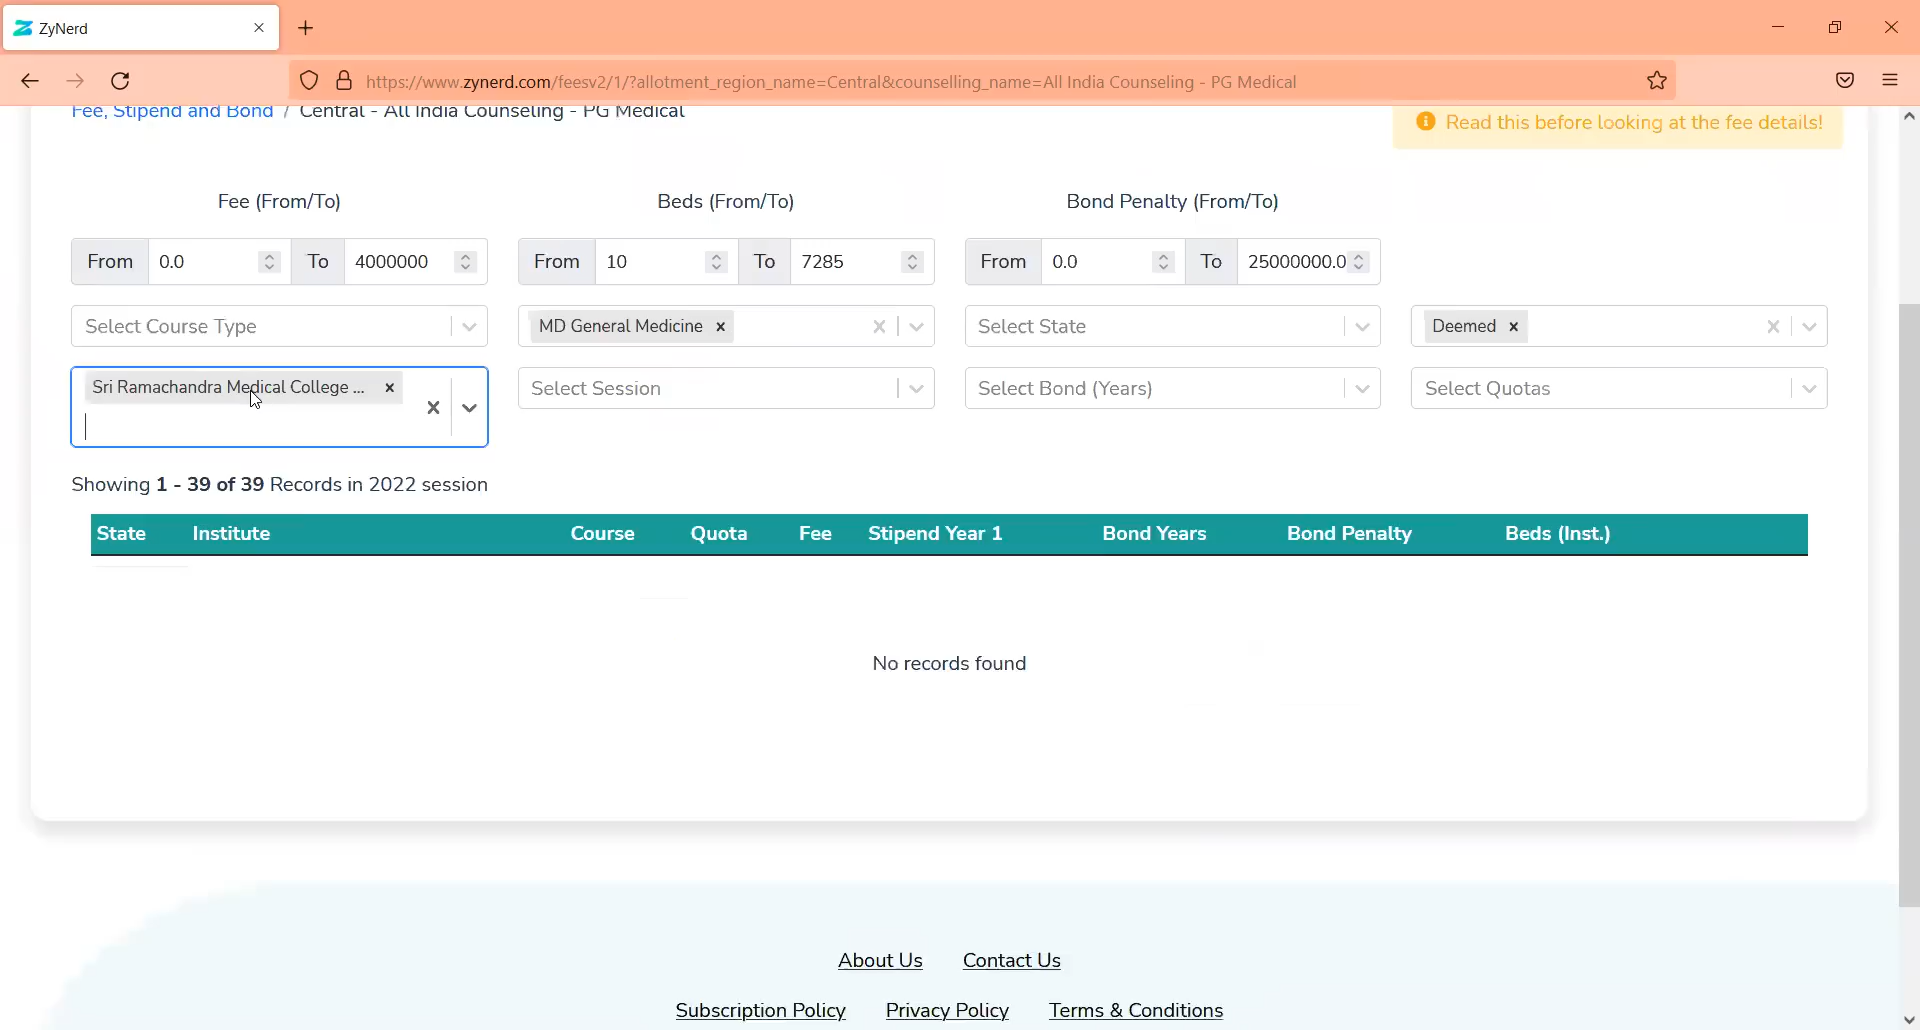 ZyNerd
https://www.zynerd.com/feesv2/1/?allotment_region_name=Central&counselling_name=All India Counseling - PG Medical
Fee, Stipend and Bond / Central - All India Counseling - PG Medical
Read this before looking at the fee details!
Fee (From/To) Beds (From/To) Bond Penalty (From/To)
From 0.0 To 4000000 From 10 To 7285 From 0.0 To 25000000.0
Select Course Type MD General Medicine Select State Deemed
Sri Ramachandra Medical College ... Select Session Select Bond (Years) Select Quotas
Showing 1 - 39 of 39 Records in 2022 session
State Institute Course Quota Fee Stipend Year 1 Bond Years Bond Penalty Beds (Inst.)
No records found
About Us Contact Us
Subscription Policy Privacy Policy Terms & Conditions